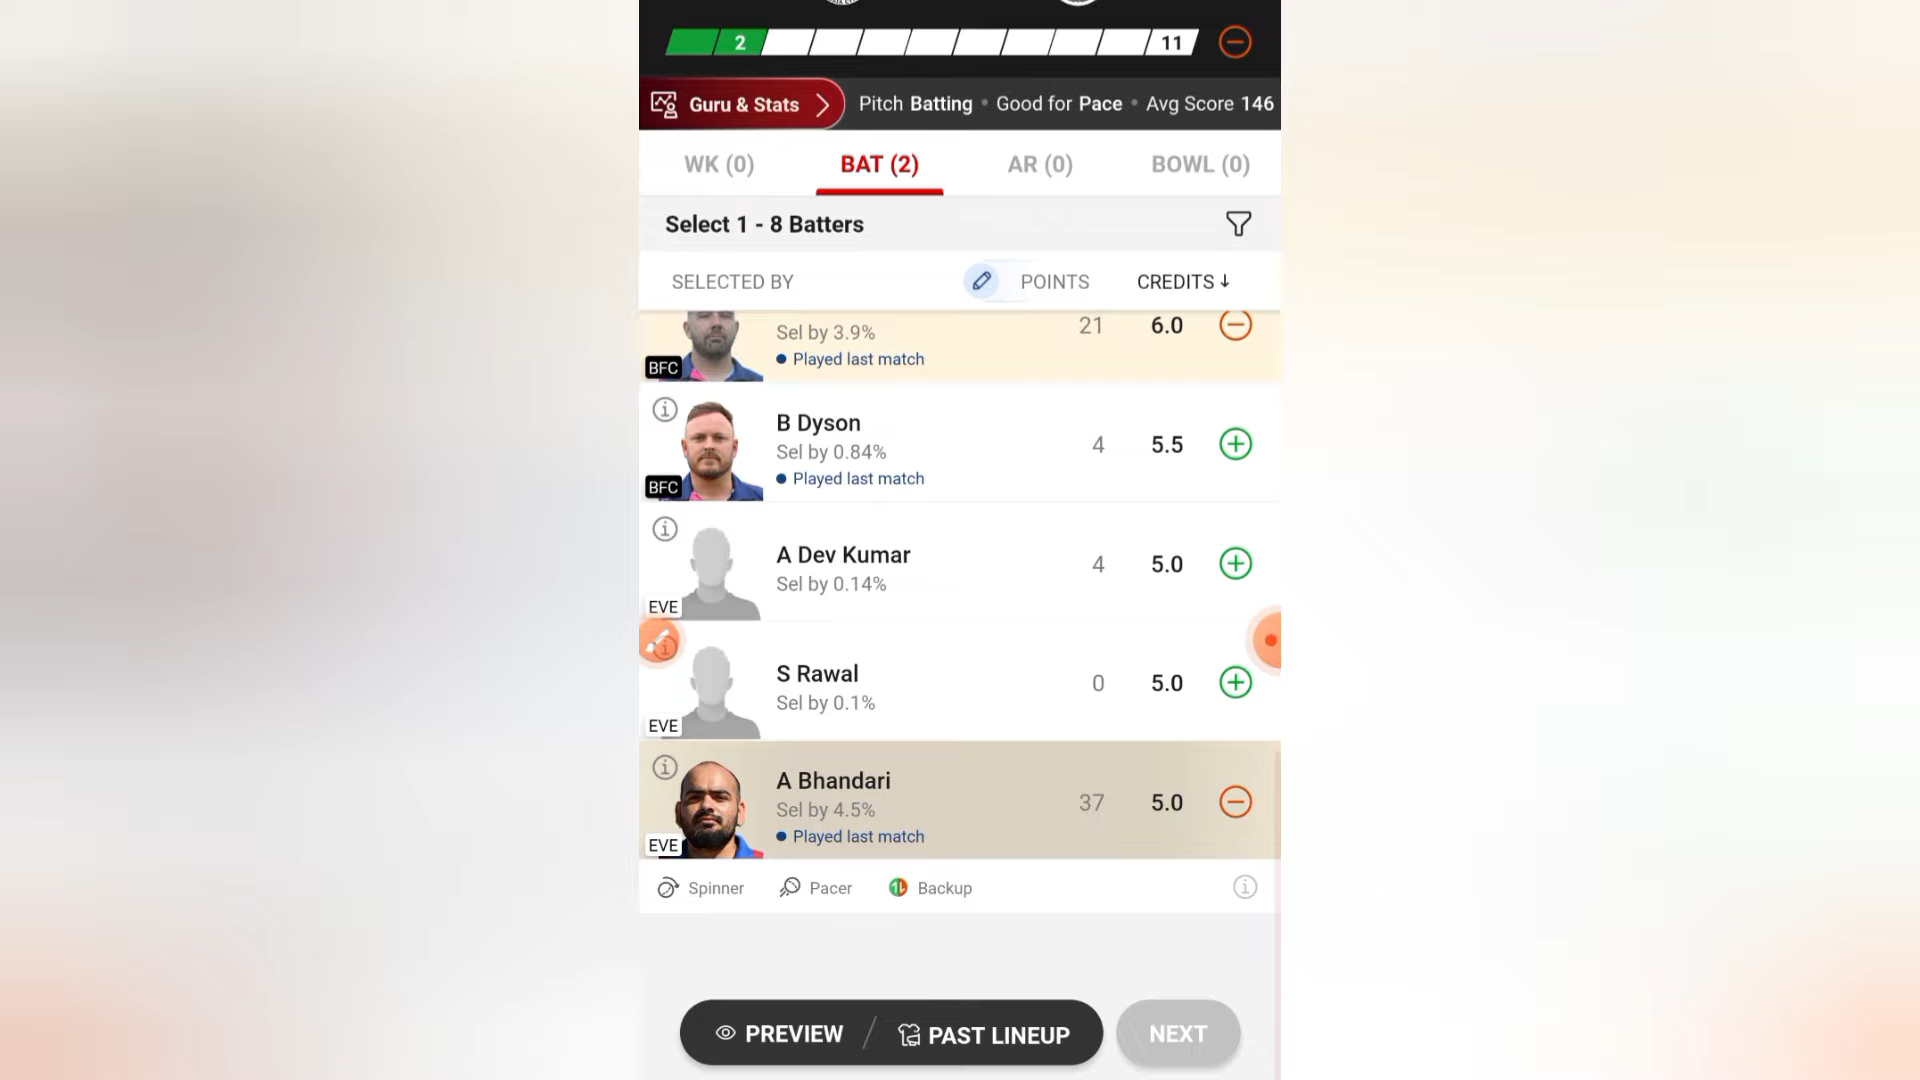 2
11
Guru & Stats
Pitch Batting • Good for Pace • Avg Score 146
WK (0)
BAT (2)
AR (0)
BOWL (0)
Select 1 - 8 Batters
SELECTED BY
POINTS
CREDITS ↓
Sel by 3.9%
21
6.0
Played last match
BFC
B Dyson
Sel by 0.84%
4
5.5
Played last match
BFC
A Dev Kumar
Sel by 0.14%
4
5.0
EVE
S Rawal
Sel by 0.1%
0
5.0
EVE
A Bhandari
Sel by 4.5%
37
5.0
Played last match
EVE
Spinner
Pacer
Backup
PREVIEW / PAST LINEUP
NEXT